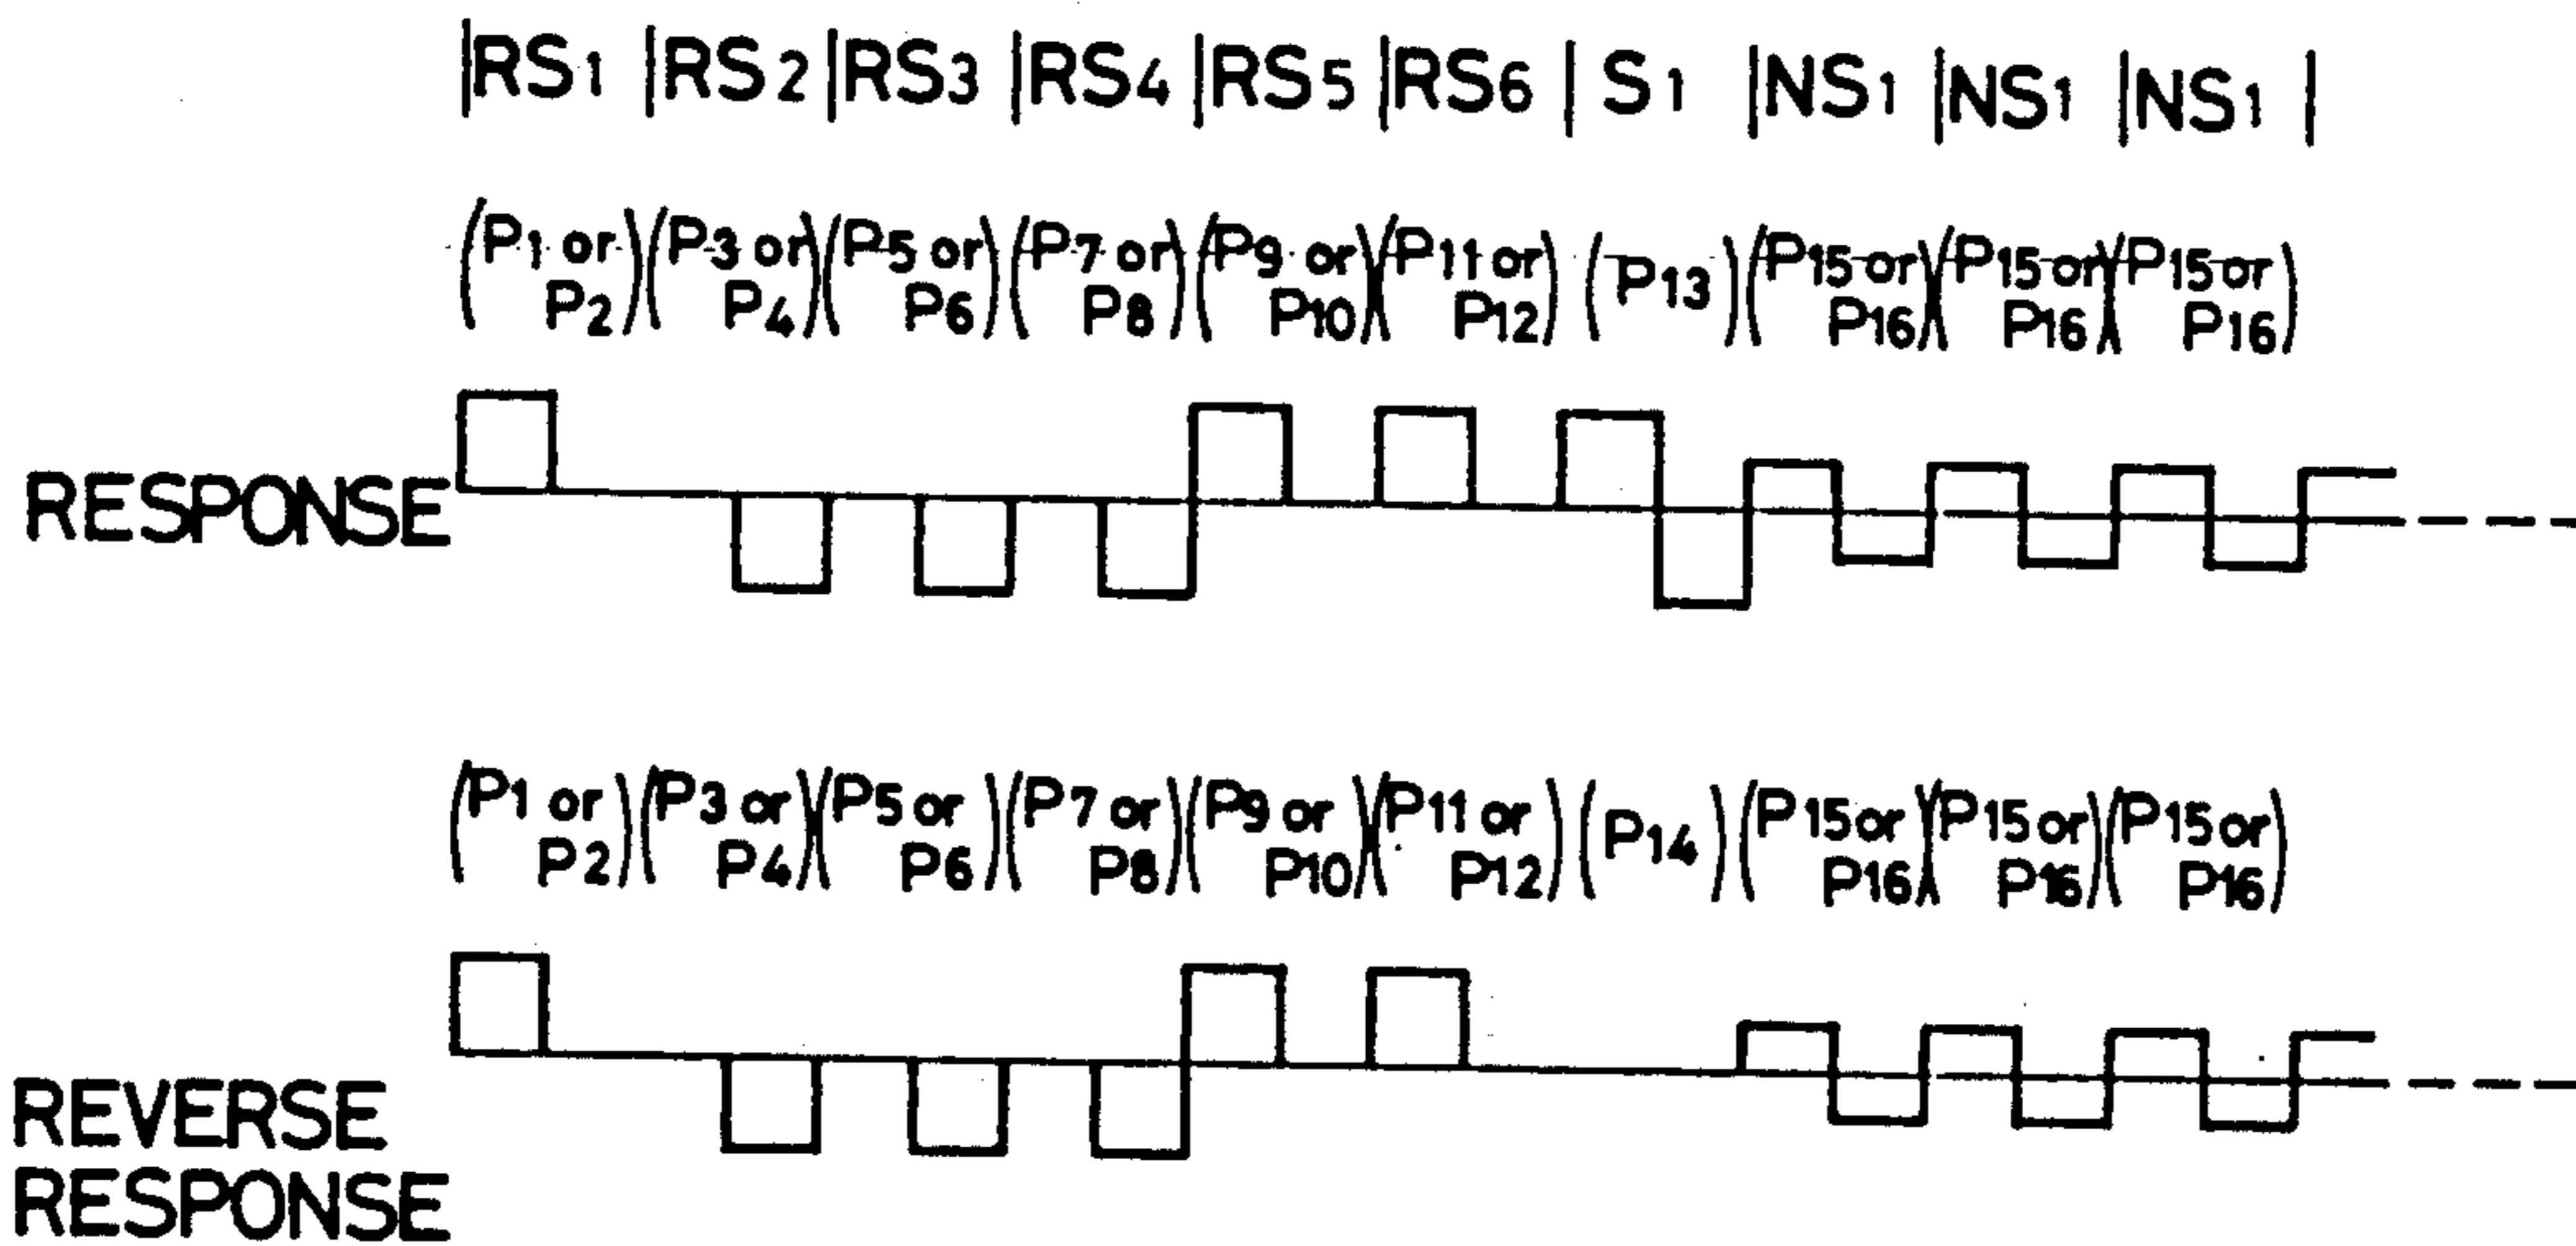 |RS1 |RS2 |RS3 |RS4 |RS5 |RS6 | S1 |NS1 |NS1 |NS1 |
(P1 or P2) (P3 or P4) (P5 or P6) (P7 or P8) (P9 or P10) (P11 or P12) (P13) (P15 or P16) (P15 or P16) (P15 or P16)
RESPONSE
(P1 or P2) (P3 or P4) (P5 or P6) (P7 or P8) (P9 or P10) (P11 or P12) (P14) (P15 or P16) (P15 or P16) (P15 or P16)
REVERSE
RESPONSE